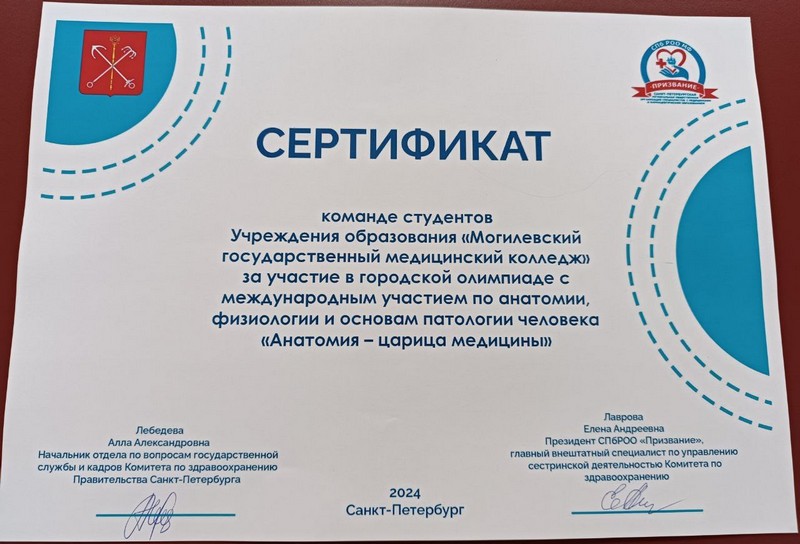 СПБ РОО ПФ
ПРИЗВАНИЕ
СЕРТИФИКАТ
команде студентов
Учреждения образования «Могилевский
государственный медицинский колледж»
за участие в городской олимпиаде с
международным участием по анатомии,
физиологии и основам патологии человека
«Анатомия – царица медицины»
Лебедева
Алла Александровна
Начальник отдела по вопросам государственной
службы и кадров Комитета по здравоохранению
Правительства Санкт-Петербурга
2024
Санкт-Петербург
Лаврова
Елена Андреевна
Президент СПбРОО «Призвание»,
главный внештатный специалист по управлению
сестринской деятельностью Комитета по
здравоохранению